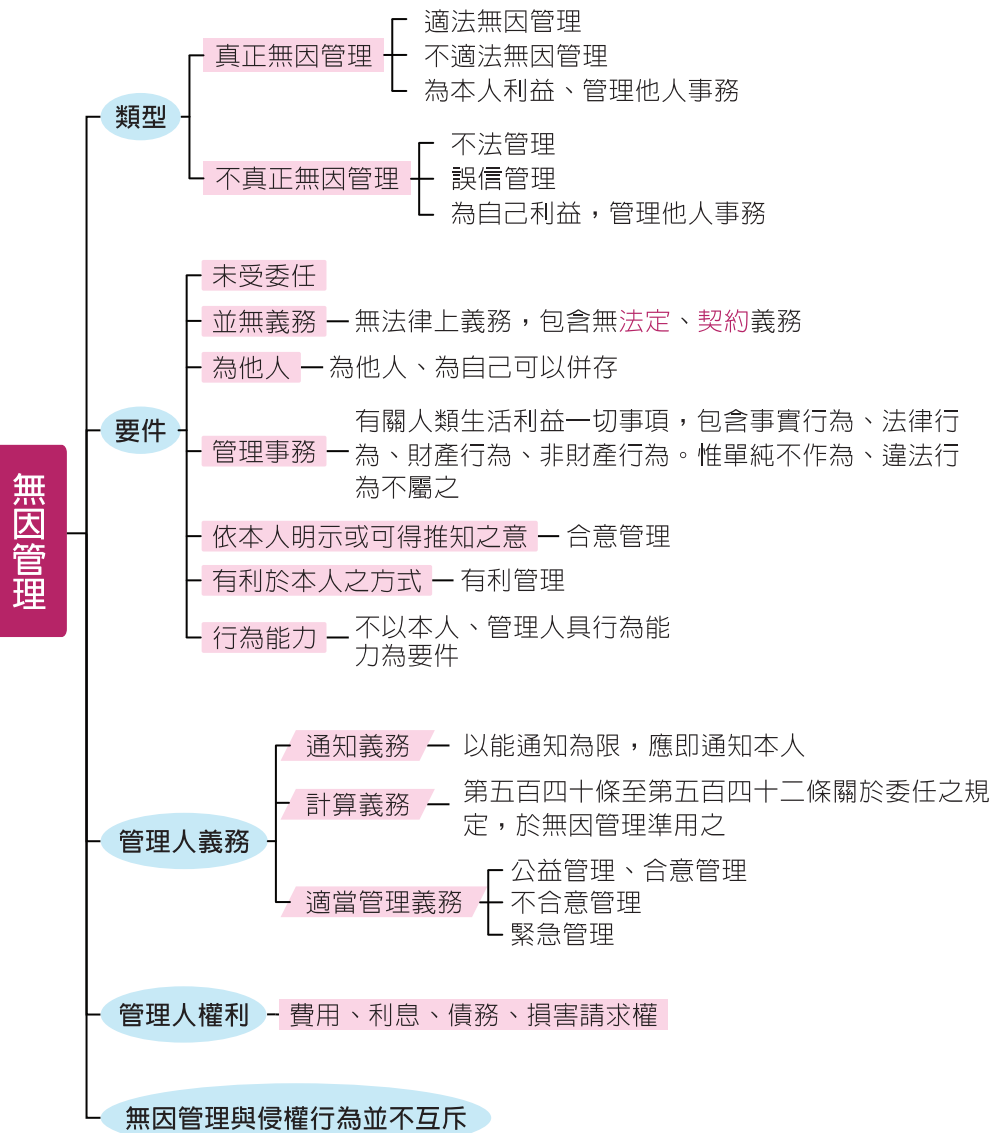 無因管理
類型
真正無因管理
適法無因管理
不適法無因管理
為本人利益、管理他人事務
不真正無因管理
不法管理
誤信管理
為自己利益，管理他人事務
要件
未受委任
並無義務
無法律上義務，包含無法定、契約義務
為他人
為他人、為自己可以併存
管理事務
有關人類生活利益一切事項，包含事實行為、法律行
為、財產行為、非財產行為。惟單純不作為、違法行
為不屬之
依本人明示或可得推知之意
合意管理
有利於本人之方式
有利管理
行為能力
不以本人、管理人具行為能
力為要件
管理人義務
通知義務
以能通知為限，應即通知本人
計算義務
第五百四十條至第五百四十二條關於委任之規
定，於無因管理準用之
適當管理義務
公益管理、合意管理
不合意管理
緊急管理
管理人權利
費用、利息、債務、損害請求權
無因管理與侵權行為並不互斥